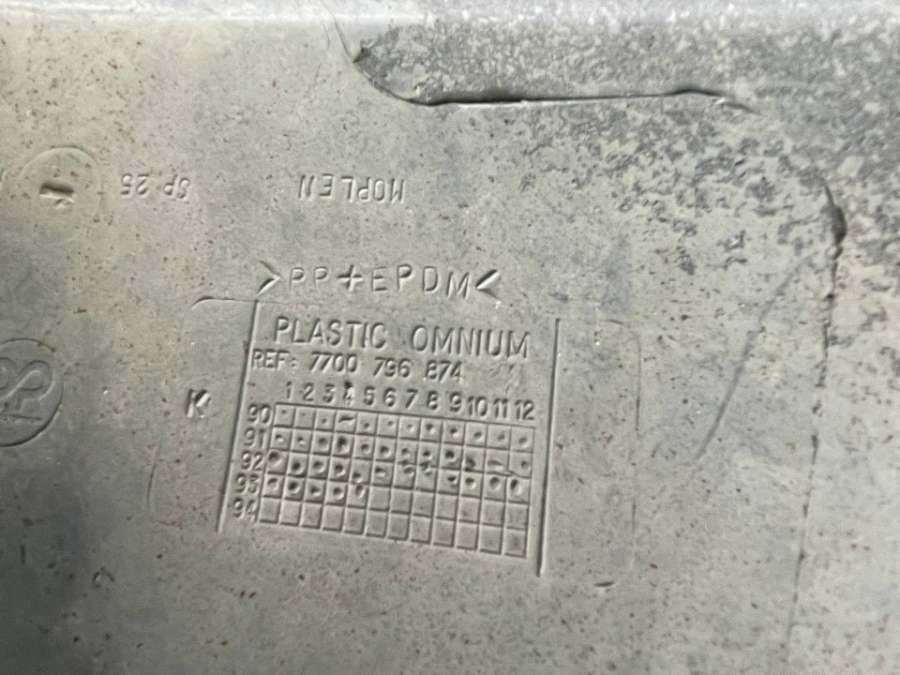 SP 25 MOPLEN
>PP+EPDM<
PLASTIC OMNIUM
REF: 7700 796 874
1 2 3 4 5 6 7 8 9 10 11 12
K
90
91
92
93
94